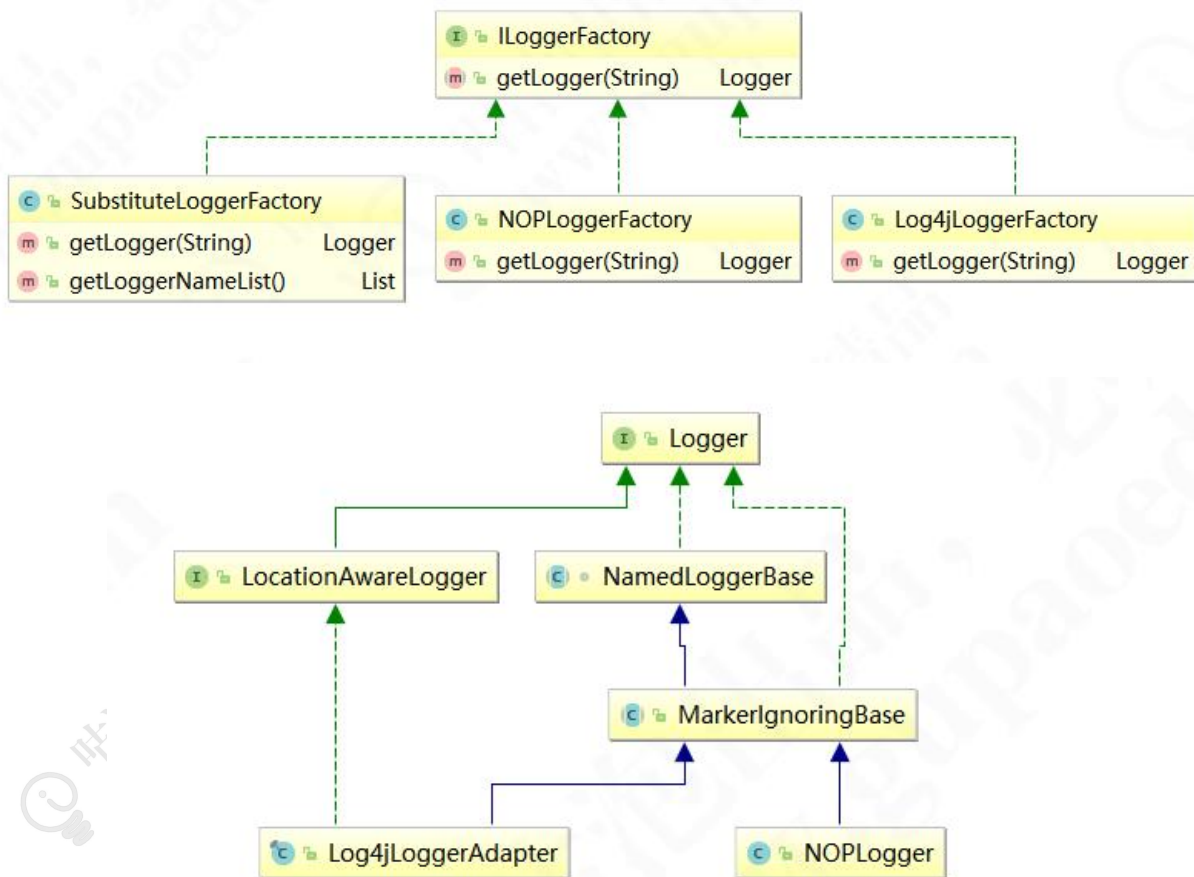 ILoggerFactory
getLogger(String) Logger
SubstituteLoggerFactory
getLogger(String) Logger
getLoggerNameList() List
NOPLoggerFactory
getLogger(String) Logger
Log4jLoggerFactory
getLogger(String) Logger
Logger
LocationAwareLogger
NamedLoggerBase
MarkerIgnoringBase
Log4jLoggerAdapter
NOPLogger